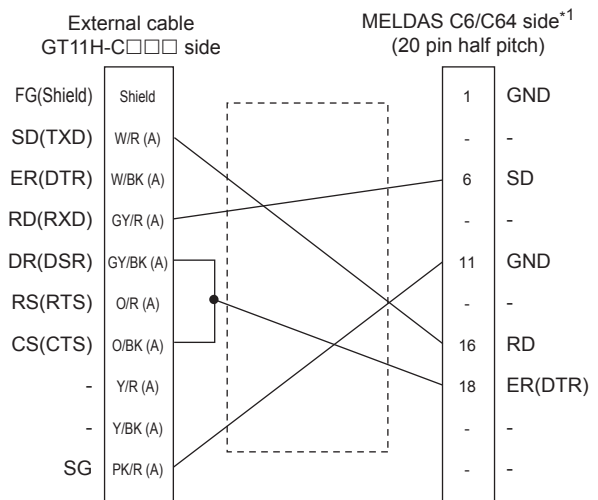 External cable
GT11H-C□□□ side
MELDAS C6/C64 side*1
(20 pin half pitch)
FG(Shield) Shield 1 GND
SD(TXD) W/R (A) - -
ER(DTR) W/BK (A) 6 SD
RD(RXD) GY/R (A) - -
DR(DSR) GY/BK (A) 11 GND
RS(RTS) O/R (A) - -
CS(CTS) O/BK (A) 16 RD
- Y/R (A) 18 ER(DTR)
- Y/BK (A) - -
SG PK/R (A) - -